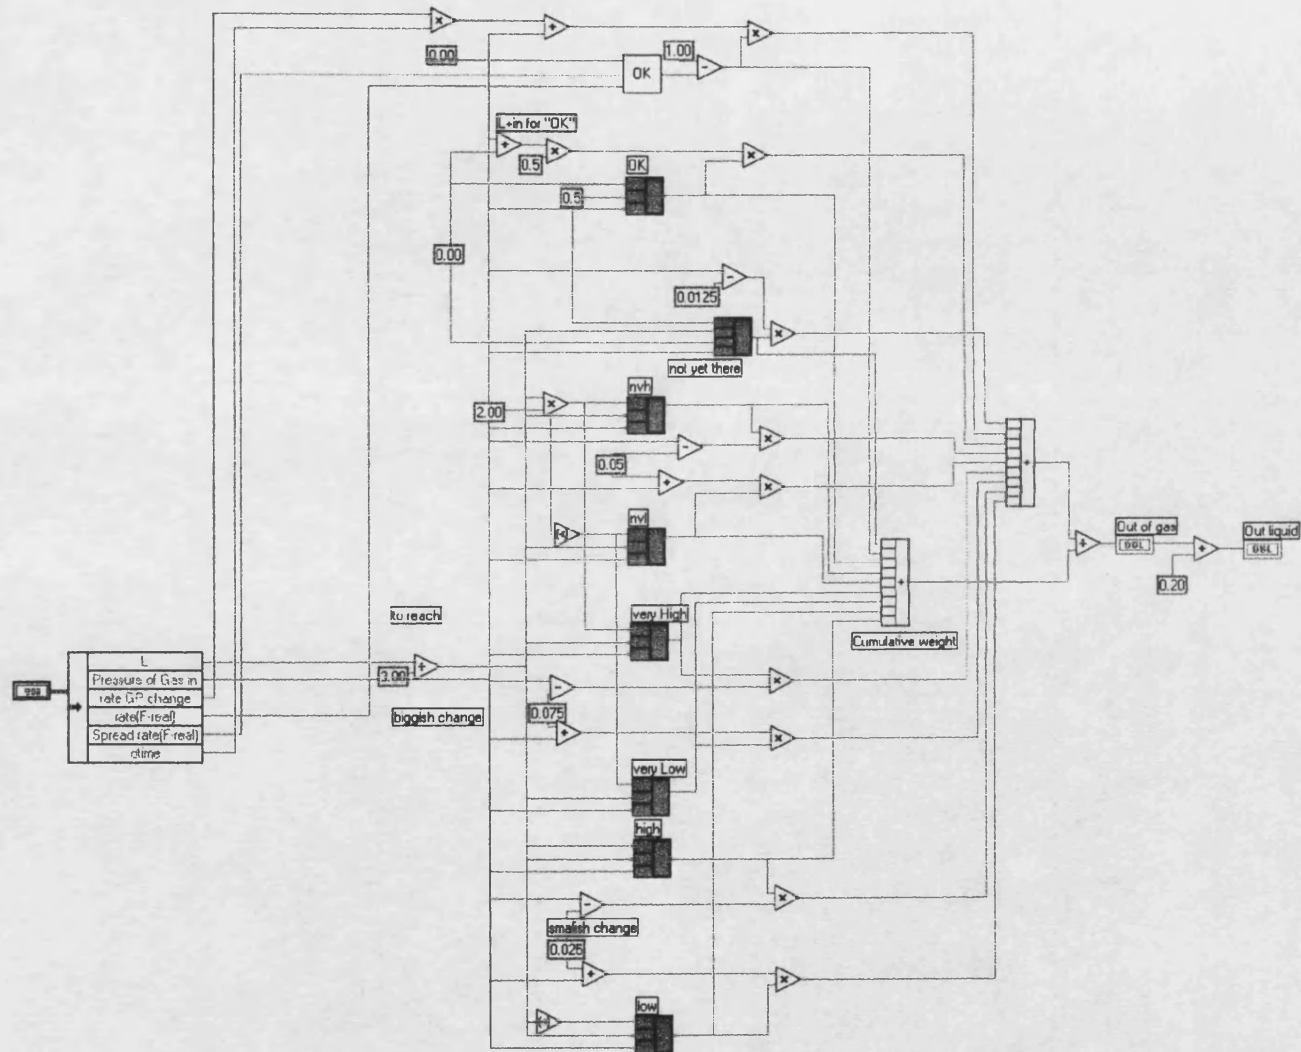 0.00
OK
1.00
L+in for "OK"
0.5
OK
0.5
0.00
0.0125
not yet there
nvh
2.00
0.05
nvl
very High
Cumulative weight
Out of gas
Out liquid
0.20
to reach
L
Pressure of Gas in
rate GP change
rate(F-real)
Spread rate(F-real)
dtime
3.00
biggish change
0.075
very Low
high
smalish change
0.025
low